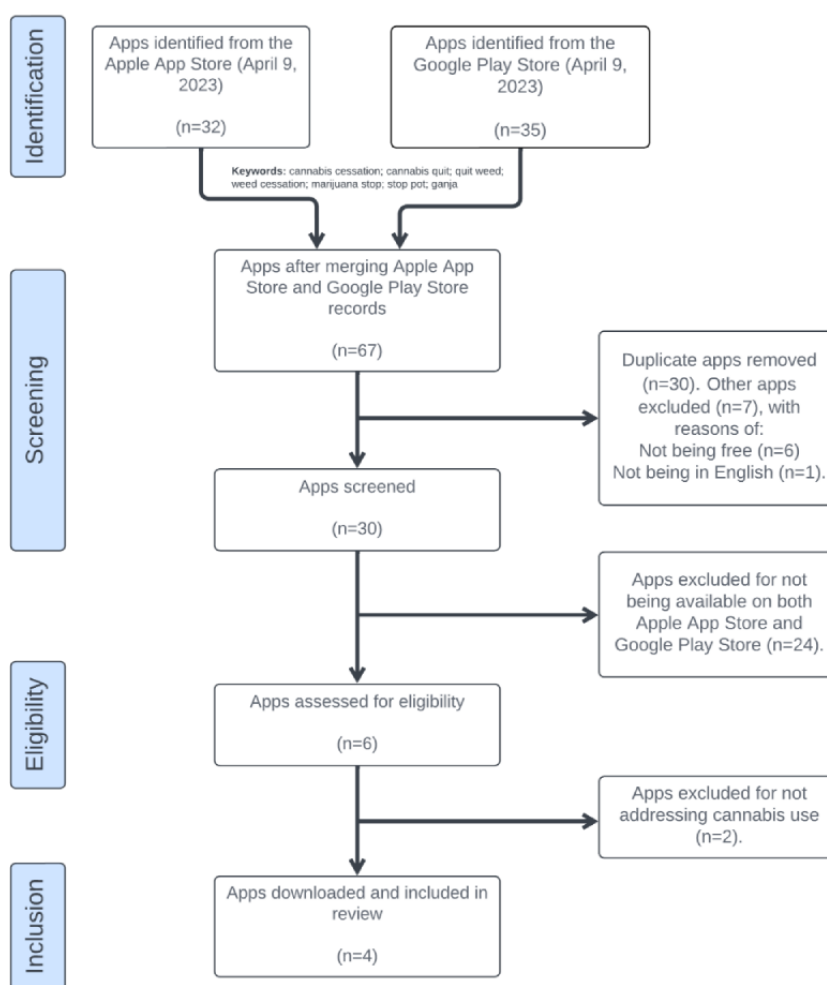 Identification
Apps identified from the
Apple App Store (April 9,
2023)
(n=32)
Apps identified from the
Google Play Store (April 9,
2023)
(n=35)
Keywords: cannabis cessation; cannabis quit; quit weed;
weed cessation; marijuana stop; stop pot; ganja
Screening
Apps after merging Apple App
Store and Google Play Store
records
(n=67)
Duplicate apps removed
(n=30). Other apps
excluded (n=7), with
reasons of:
Not being free (n=6)
Not being in English (n=1).
Apps screened
(n=30)
Apps excluded for not
being available on both
Apple App Store and
Google Play Store (n=24).
Eligibility
Apps assessed for eligibility
(n=6)
Apps excluded for not
addressing cannabis use
(n=2).
Inclusion
Apps downloaded and included in
review
(n=4)